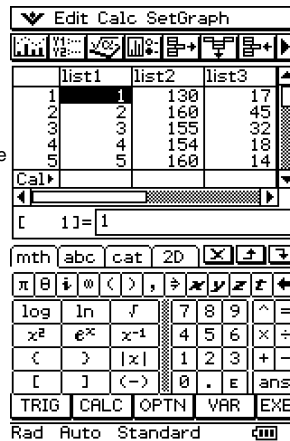 Edit Calc SetGraph
list1 list2 list3
1 1 130 17
2 2 160 45
3 3 155 32
4 4 154 18
5 5 160 14
Cal▸
[ 1]= 1
e
mth abc cat 2D
π θ i ∞ ( ) , ⇒ x y z t
log ln √ 7 8 9 ^ =
x² eˣ x⁻¹ 4 5 6 × ÷
( ) |x| 1 2 3 + −
[ ] (−) 0 . E ans
TRIG CALC OPTN VAR EXE
Rad Auto Standard